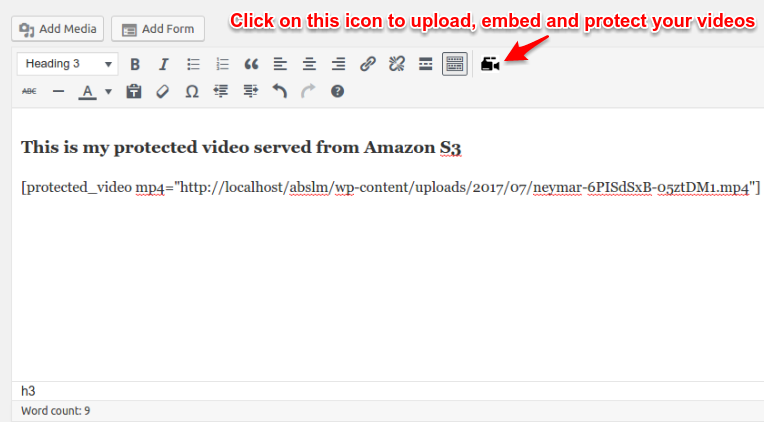 Click on this icon to upload, embed and protect your videos
Add Media Add Form
Heading 3 B I
ABC A Ω ?
This is my protected video served from Amazon S3
[protected_video mp4="http://localhost/abslm/wp-content/uploads/2017/07/neymar-6PISdSxB-05ztDM1.mp4"]
h3
Word count: 9